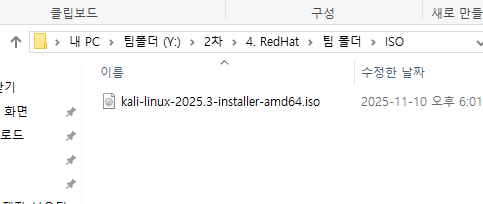 클립보드 구성 새로 만들
내 PC > 팀폴더 (Y:) > 2차 > 4. RedHat > 팀 폴더 > ISO
이름 수정한 날짜
kali-linux-2025.3-installer-amd64.iso 2025-11-10 오후 6:01
화면
로드